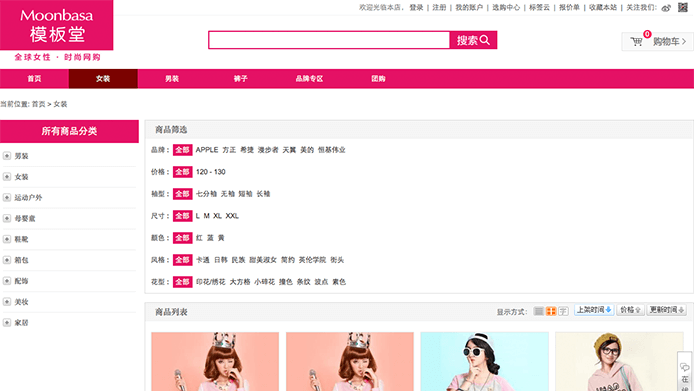 Moonbasa
模板堂
全球女性 · 时尚网购
欢迎光临本店, 登录 | 注册 | 我的账户 | 选购中心 | 标签云 | 报价单 | 收藏本站 | 关注我们:
搜索
0
购物车
首页 女装 男装 裤子 品牌专区 团购
当前位置: 首页 > 女装
所有商品分类
男装
女装
运动户外
母婴童
鞋靴
箱包
配饰
美妆
家居
商品筛选
品牌: 全部 APPLE 方正 希捷 漫步者 天翼 美的 恒基伟业
价格: 全部 120 - 130
袖型: 全部 七分袖 无袖 短袖 长袖
尺寸: 全部 L M XL XXL
颜色: 全部 红 蓝 黄
风格: 全部 卡通 日韩 民族 甜美淑女 简约 英伦学院 街头
花型: 全部 印花/绣花 大方格 小碎花 撞色 条纹 波点 素色
商品列表
显示方式: 字 上架时间 价格 更新时间
在